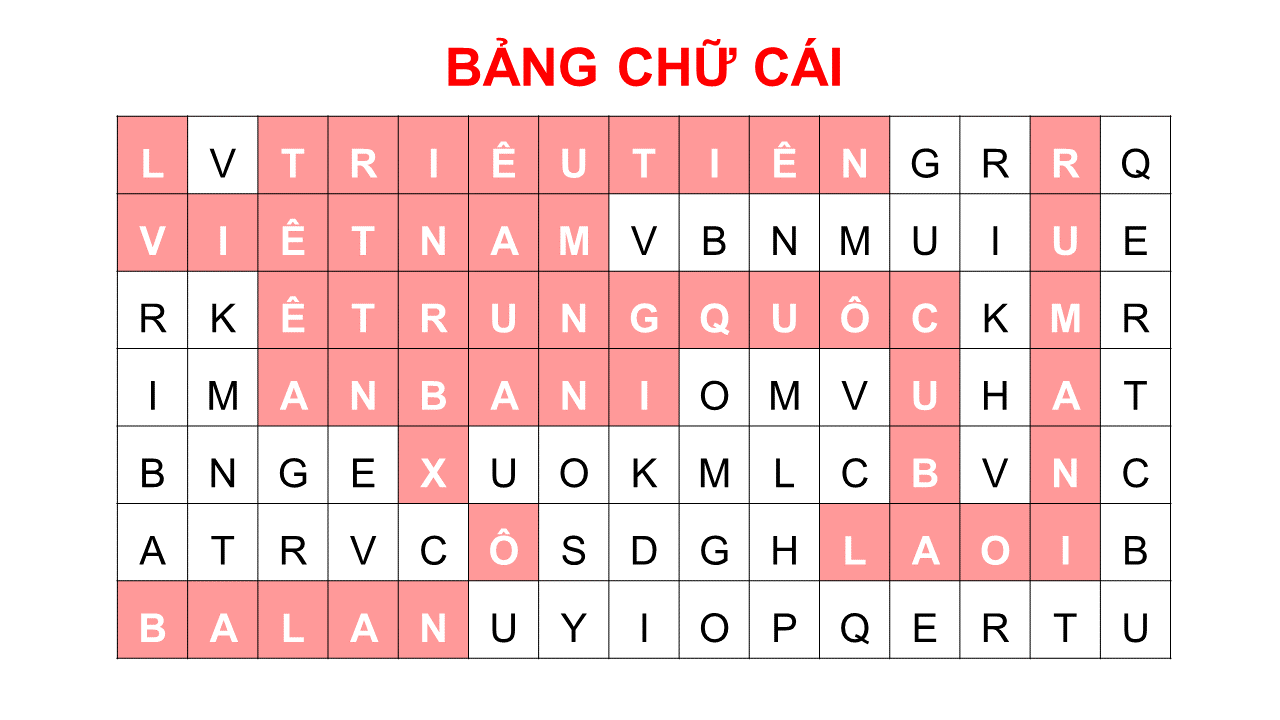 BẢNG CHỮ CÁI
L V T R I Ê U T I Ê N G R R Q
V I Ê T N A M V B N M U I U E
R K Ê T R U N G Q U Ô C K M R
I M A N B A N I O M V U H A T
B N G E X U O K M L C B V N C
A T R V C Ô S D G H L A O I B
B A L A N U Y I O P Q E R T U